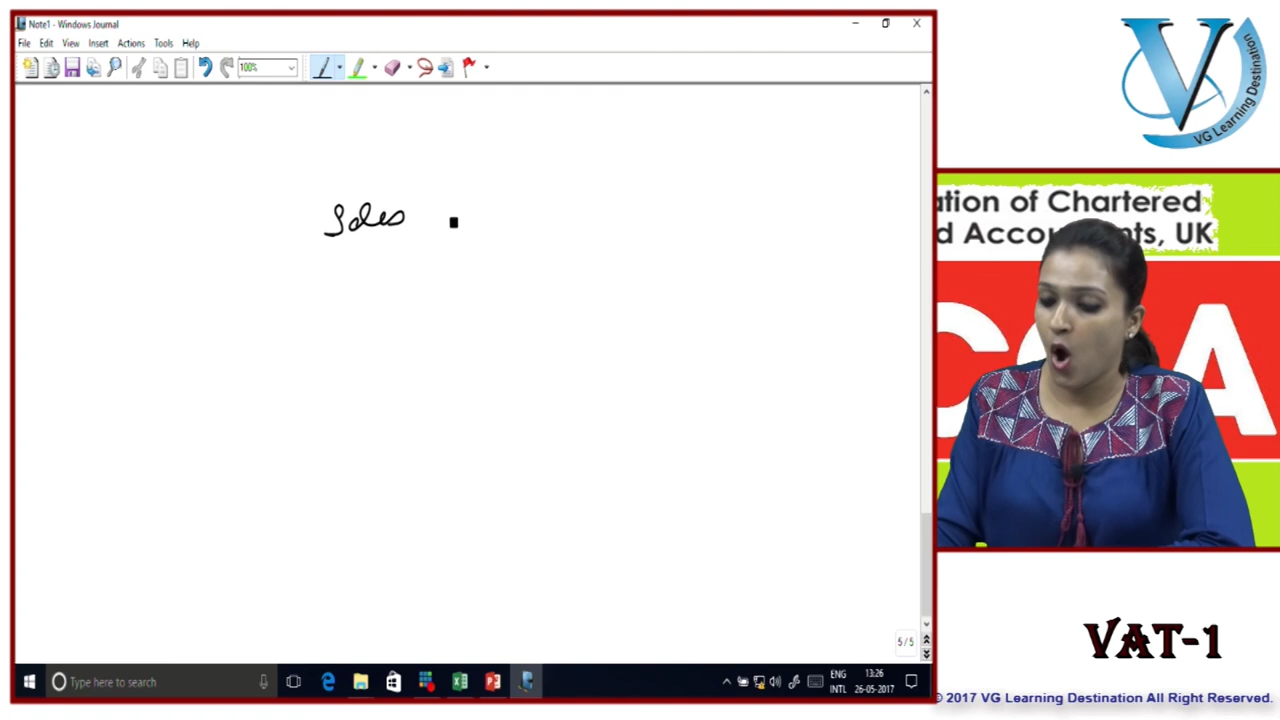 Note1 - Windows Journal
File Edit View Insert Actions Tools Help
100%
Sales
5 / 5
Type here to search
ENG
INTL
13:26
26-05-2017
V
VG Learning Destination
ation of Chartered
d Accou nts, UK
C A
VAT-1
© 2017 VG Learning Destination All Right Reserved.